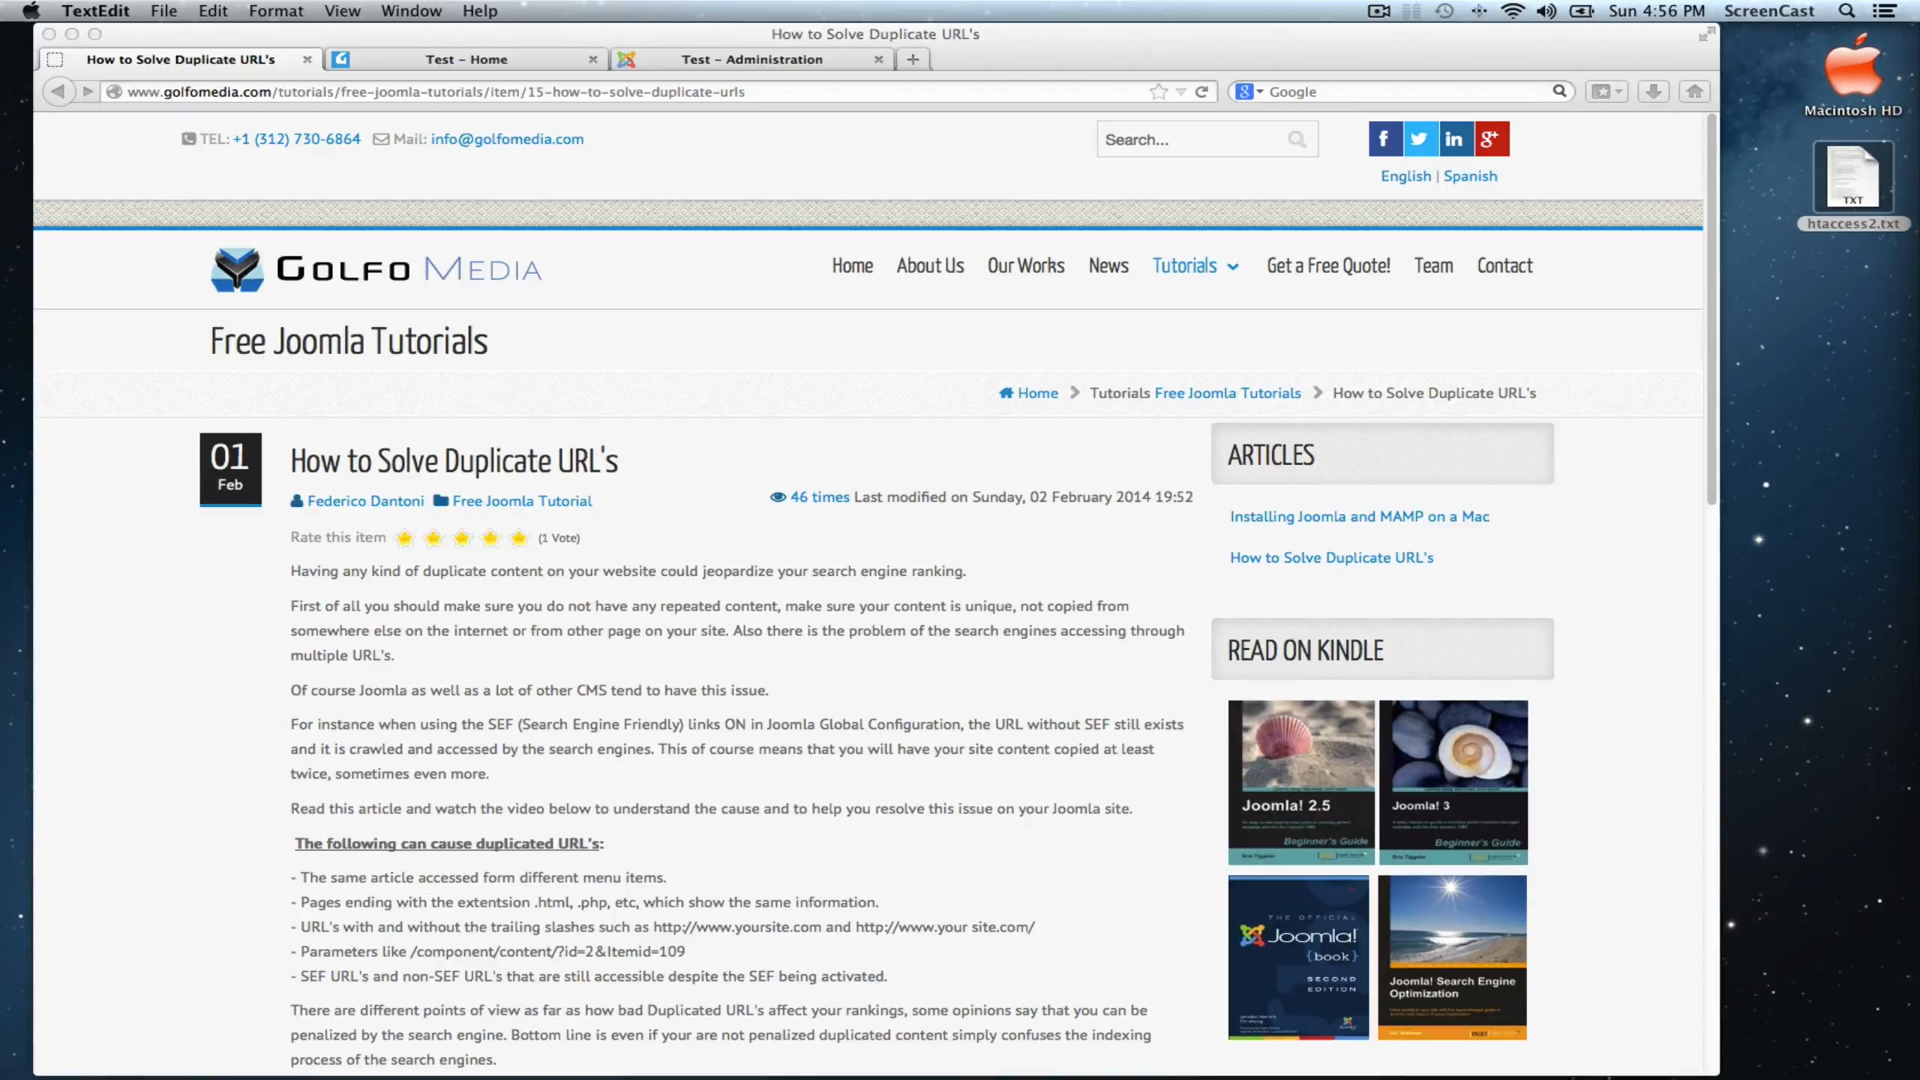 TextEdit File Edit Format View Window Help Sun 4:56 PM ScreenCast
How to Solve Duplicate URL's
How to Solve Duplicate URL's Test – Home Test – Administration
www.golfomedia.com/tutorials/free-joomla-tutorials/item/15-how-to-solve-duplicate-urls Google
Macintosh HD
TEL: +1 (312) 730-6864 Mail: info@golfomedia.com Search...
f in g+
English | Spanish
TXT
htaccess2.txt
GOLFO MEDIA Home About Us Our Works News Tutorials Get a Free Quote! Team Contact
Free Joomla Tutorials
Home Tutorials Free Joomla Tutorials How to Solve Duplicate URL's
01
Feb
How to Solve Duplicate URL's
Federico Dantoni Free Joomla Tutorial 46 times Last modified on Sunday, 02 February 2014 19:52
Rate this item (1 Vote)
Having any kind of duplicate content on your website could jeopardize your search engine ranking.
First of all you should make sure you do not have any repeated content, make sure your content is unique, not copied from
somewhere else on the internet or from other page on your site. Also there is the problem of the search engines accessing through
multiple URL's.
Of course Joomla as well as a lot of other CMS tend to have this issue.
For instance when using the SEF (Search Engine Friendly) links ON in Joomla Global Configuration, the URL without SEF still exists
and it is crawled and accessed by the search engines. This of course means that you will have your site content copied at least
twice, sometimes even more.
Read this article and watch the video below to understand the cause and to help you resolve this issue on your Joomla site.
The following can cause duplicated URL's:
- The same article accessed form different menu items.
- Pages ending with the extentsion .html, .php, etc, which show the same information.
- URL's with and without the trailing slashes such as http://www.yoursite.com and http://www.your site.com/
- Parameters like /component/content/?id=2&Itemid=109
- SEF URL's and non-SEF URL's that are still accessible despite the SEF being activated.
There are different points of view as far as how bad Duplicated URL's affect your rankings, some opinions say that you can be
penalized by the search engine. Bottom line is even if your are not penalized duplicated content simply confuses the indexing
process of the search engines.
ARTICLES
Installing Joomla and MAMP on a Mac
How to Solve Duplicate URL's
READ ON KINDLE
Joomla! 2.5
Beginner's Guide
Eric Tiggeler
Joomla! 3
Beginner's Guide
Eric Tiggeler
THE OFFICIAL
Joomla!
{book}
SECOND
EDITION
Joomla! Search Engine
Optimization